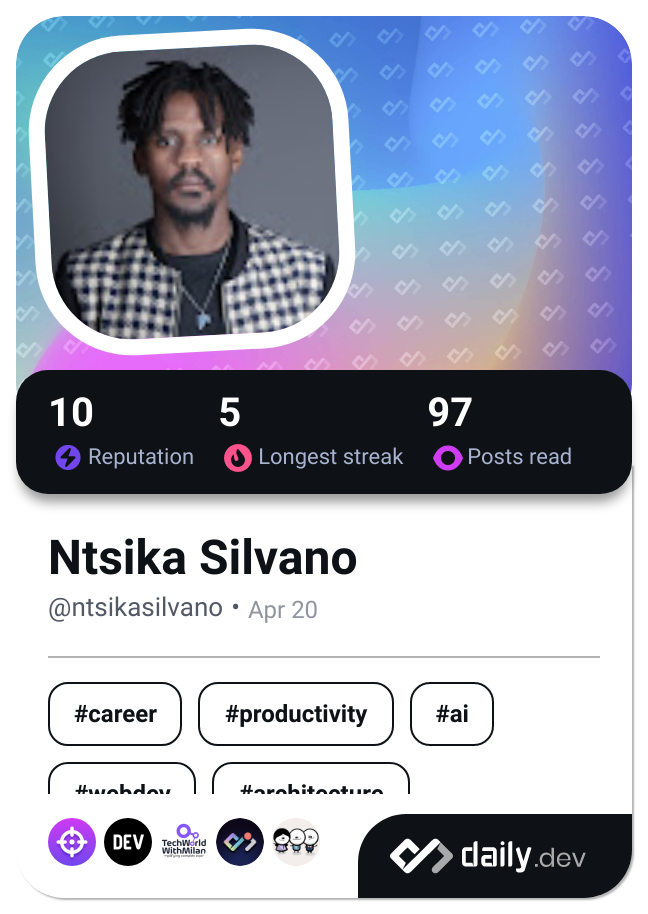 10 5 97
Reputation Longest streak Posts read
Ntsika Silvano
@ntsikasilvano • Apr 20
#career #productivity #ai
#webdev #architecture
DEV
TechWorld
WithMilan
daily.dev